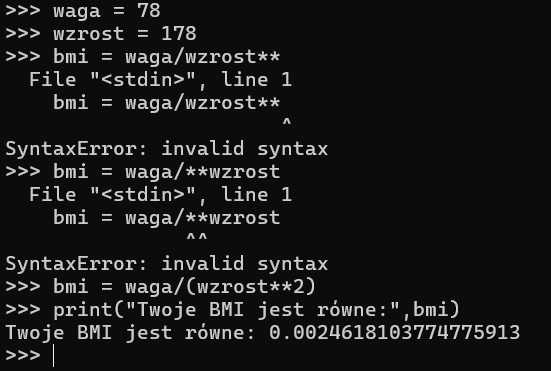 >>> waga = 78
>>> wzrost = 178
>>> bmi = waga/wzrost**
  File "<stdin>", line 1
    bmi = waga/wzrost**
                       ^
SyntaxError: invalid syntax
>>> bmi = waga/**wzrost
  File "<stdin>", line 1
    bmi = waga/**wzrost
               ^^
SyntaxError: invalid syntax
>>> bmi = waga/(wzrost**2)
>>> print("Twoje BMI jest równe:",bmi)
Twoje BMI jest równe: 0.0024618103774775913
>>>